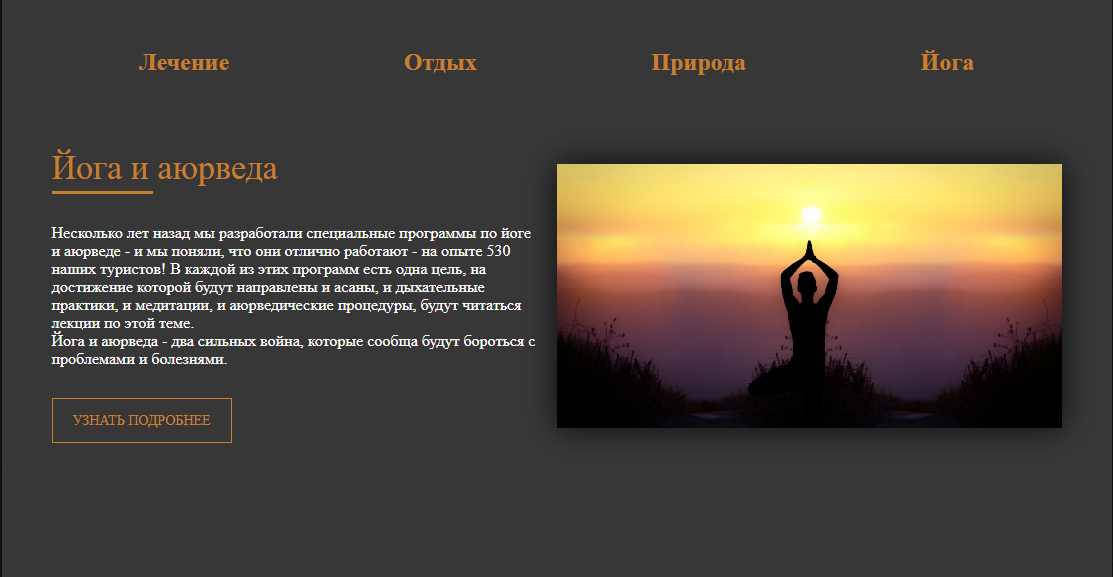 Лечение Отдых Природа Йога
Йога и аюрведа
Несколько лет назад мы разработали специальные программы по йоге
и аюрведе - и мы поняли, что они отлично работают - на опыте 530
наших туристов! В каждой из этих программ есть одна цель, на
достижение которой будут направлены и асаны, и дыхательные
практики, и медитации, и аюрведические процедуры, будут читаться
лекции по этой теме.
Йога и аюрведа - два сильных война, которые сообща будут бороться с
проблемами и болезнями.
УЗНАТЬ ПОДРОБНЕЕ